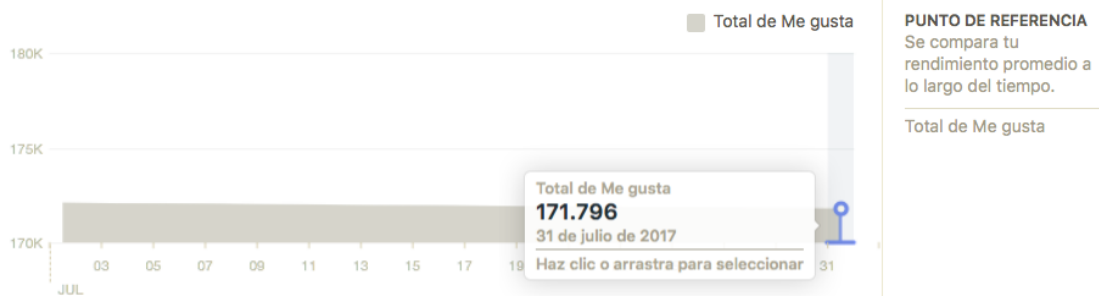 Total de Me gusta
180K
175K
170K
Total de Me gusta
171.796
31 de julio de 2017
Haz clic o arrastra para seleccionar
03 05 07 09 11 13 15 17 19 31
JUL
PUNTO DE REFERENCIA
Se compara tu
rendimiento promedio a
lo largo del tiempo.
Total de Me gusta